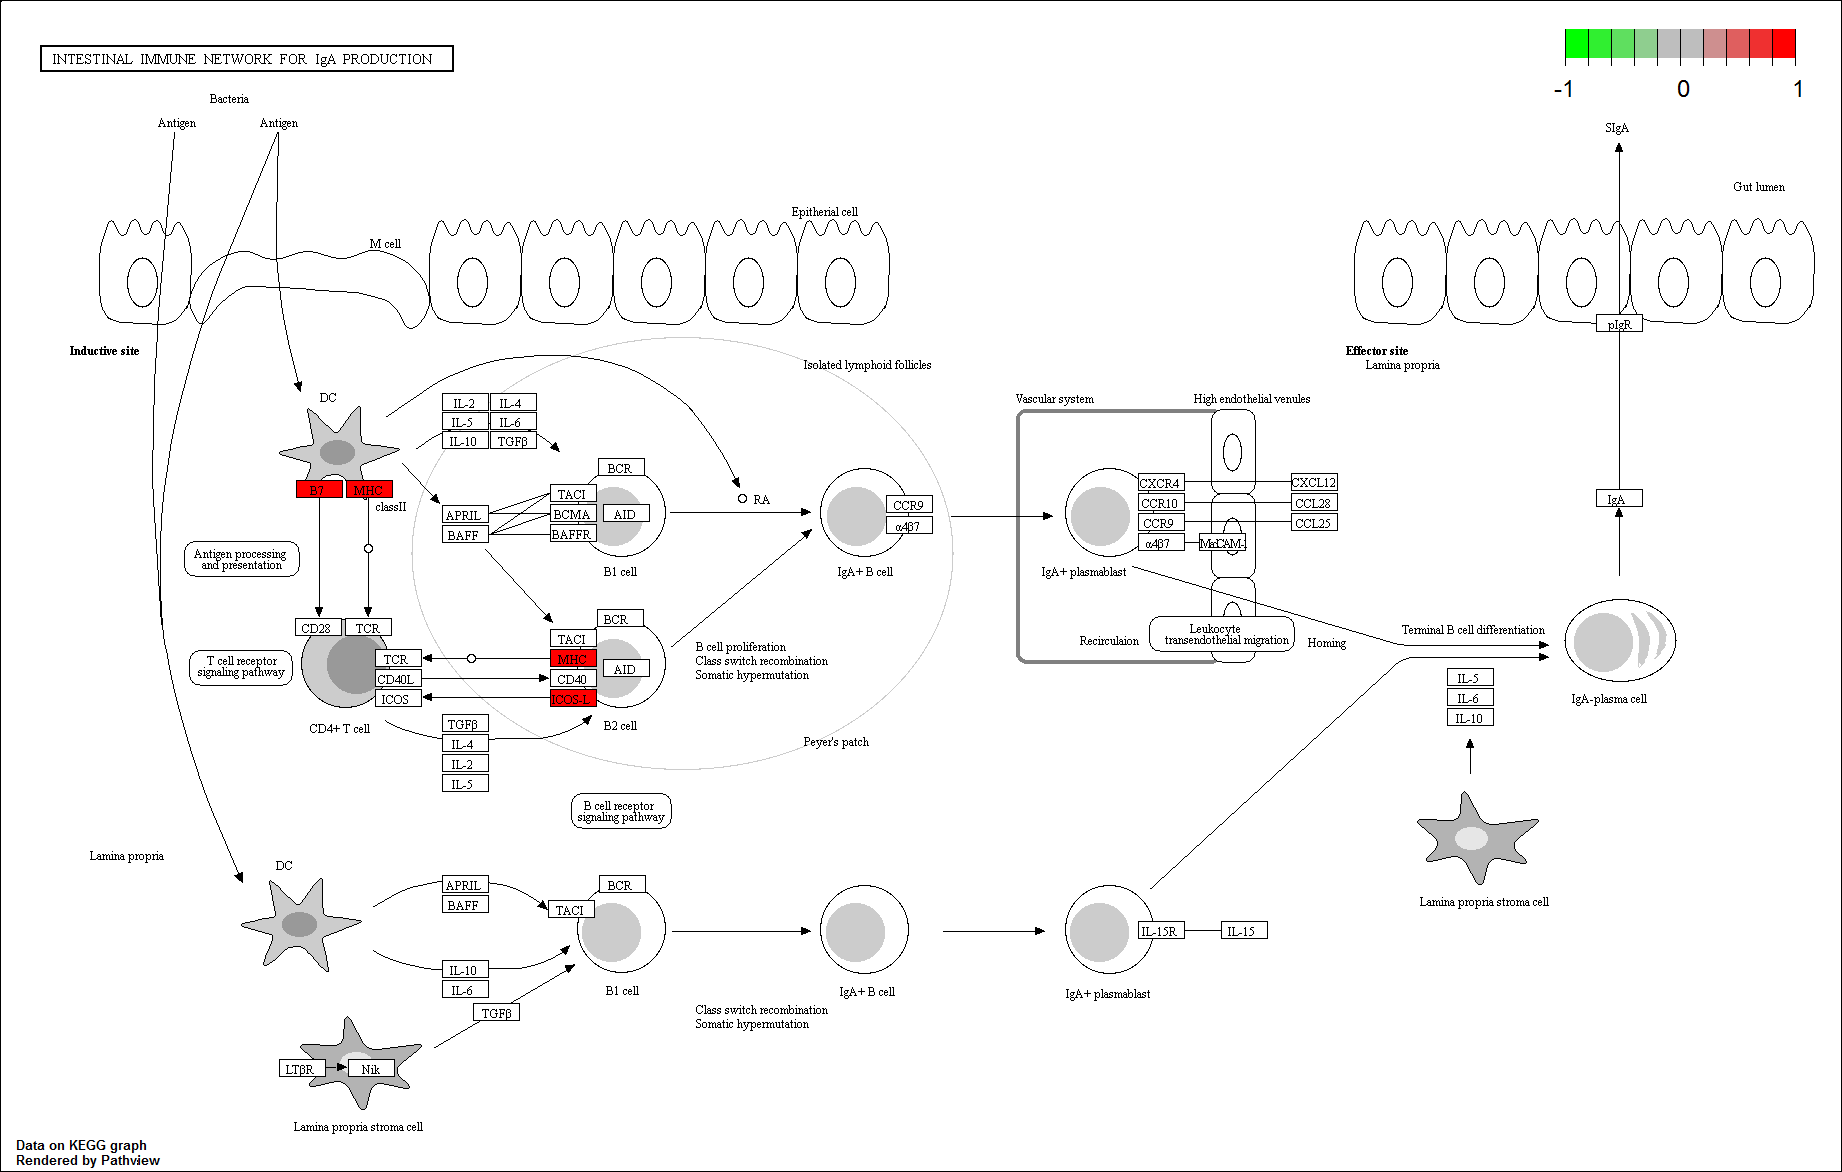 INTESTINAL IMMUNE NETWORK FOR IgA PRODUCTION
-1 0 1
Bacteria
Antigen Antigen
SIgA
Gut lumen
Epitherial cell
M cell
pIgR
Inductive site
Effector site
Lamina propria
Isolated lymphoid follicles
DC
Vascular system
High endothelial venules
IL-2 IL-4
IL-5 IL-6
IL-10 TGFβ
BCR
B7 MHC
classII
TACI
BCMA
BAFFR
AID
APRIL
BAFF
RA
CCR9
α4β7
CXCR4
CCR10
CCR9
α4β7
CXCL12
CCL28
CCL25
IgA
Antigen processing
and presentation
B1 cell
IgA+ B cell
IgA+ plasmablast
CD28 TCR
BCR
TACI
MHC
CD40
ICOS-L
AID
TCR
CD40L
ICOS
T cell receptor
signaling pathway
B cell proliferation
Class switch recombination
Somatic hypermutation
Recirculaion
Leukocyte
transendothelial migration
Homing
Terminal B cell differentiation
IL-5
IL-6
IL-10
IgA-plasma cell
CD4+ T cell
B2 cell
TGFβ
IL-4
IL-2
IL-5
Peyer's patch
B cell receptor
signaling pathway
Lamina propria
DC
APRIL
BAFF
BCR
TACI
IL-15R IL-15
Lamina propria stroma cell
IL-10
IL-6
TGFβ
B1 cell
IgA+ B cell
IgA+ plasmablast
Class switch recombination
Somatic hypermutation
LTβR Nik
Lamina propria stroma cell
Data on KEGG graph
Rendered by Pathview